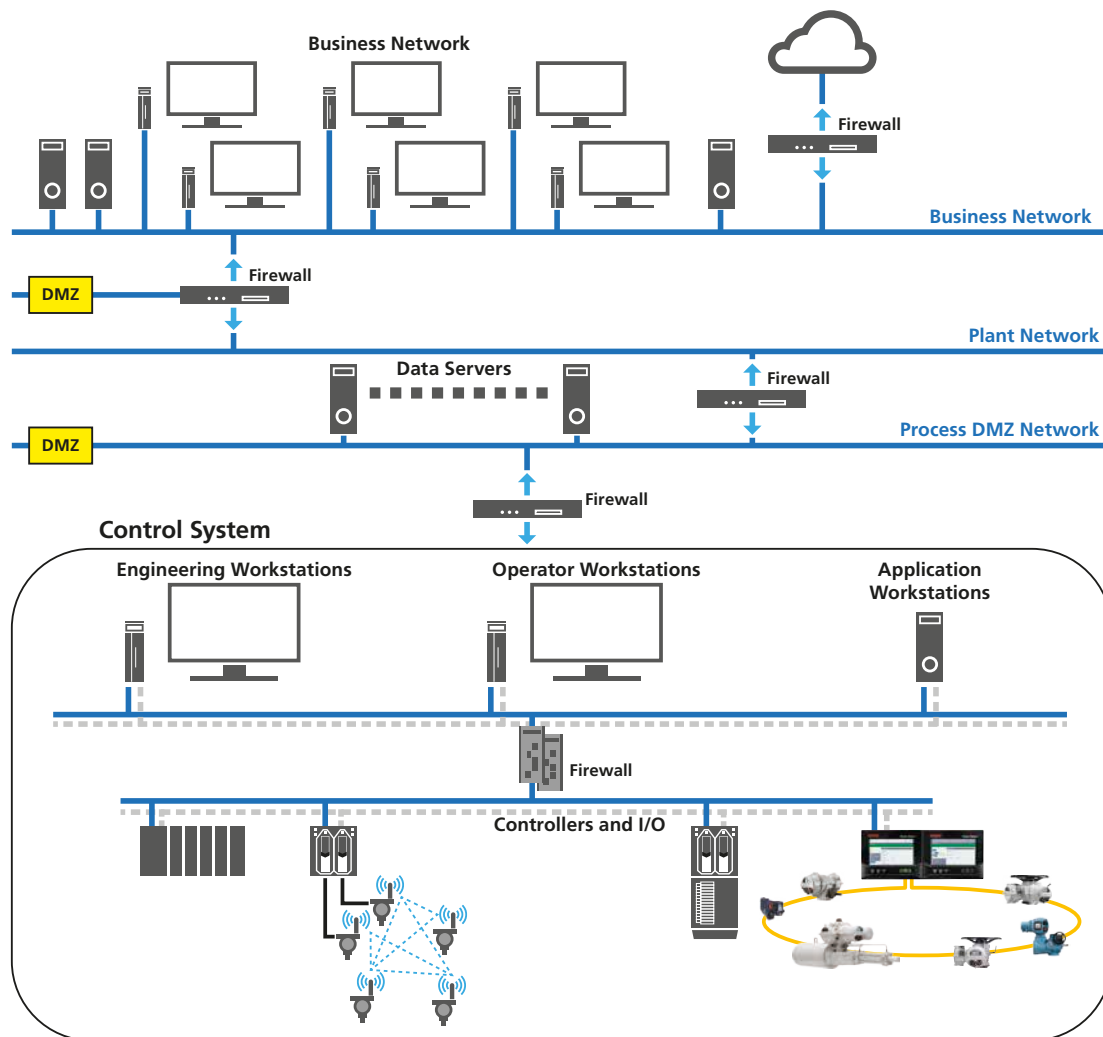 Business Network
Firewall
Business Network
Firewall
DMZ
Plant Network
Data Servers
Firewall
Process DMZ Network
DMZ
Firewall
Control System
Engineering Workstations
Operator Workstations
Application
Workstations
Firewall
Controllers and I/O